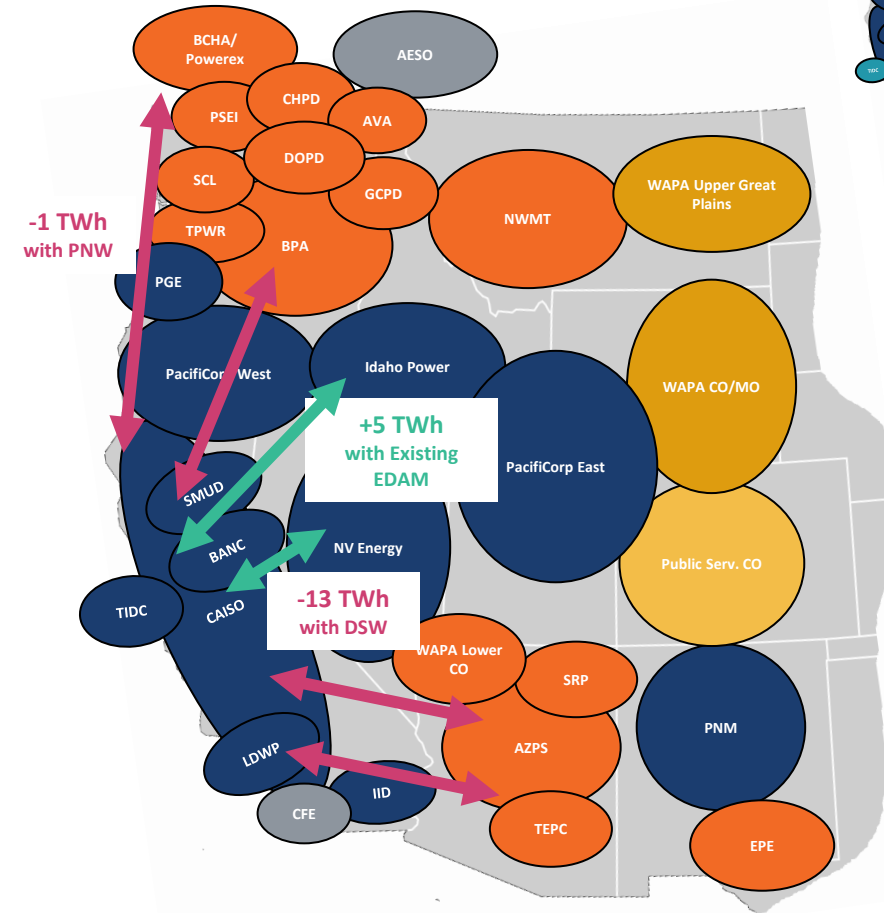 BCHA/
Powerex
AESO
TIDC
CHPD
PSEI
AVA
DOPD
SCL
GCPD
WAPA Upper Great
Plains
NWMT
-1 TWh
with PNW
TPWR
BPA
PGE
PacifiCorp West
Idaho Power
WAPA CO/MO
+5 TWh
with Existing
EDAM
PacifiCorp East
SMUD
BANC
NV Energy
Public Serv. CO
-13 TWh
with DSW
TIDC
CAISO
WAPA Lower
CO
SRP
PNM
AZPS
LDWP
IID
CFE
TEPC
EPE